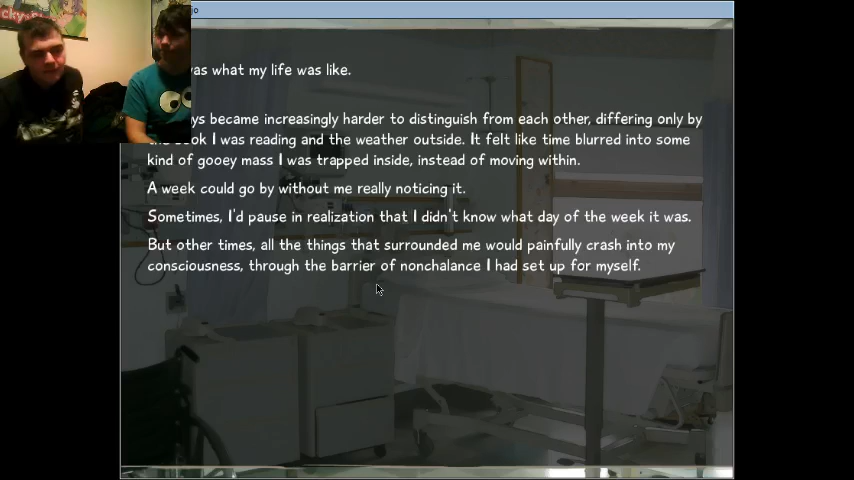 was what my life was like.
ys became increasingly harder to distinguish from each other, differing only by
book I was reading and the weather outside. It felt like time blurred into some
kind of gooey mass I was trapped inside, instead of moving within.
A week could go by without me really noticing it.
Sometimes, I'd pause in realization that I didn't know what day of the week it was.
But other times, all the things that surrounded me would painfully crash into my
consciousness, through the barrier of nonchalance I had set up for myself.